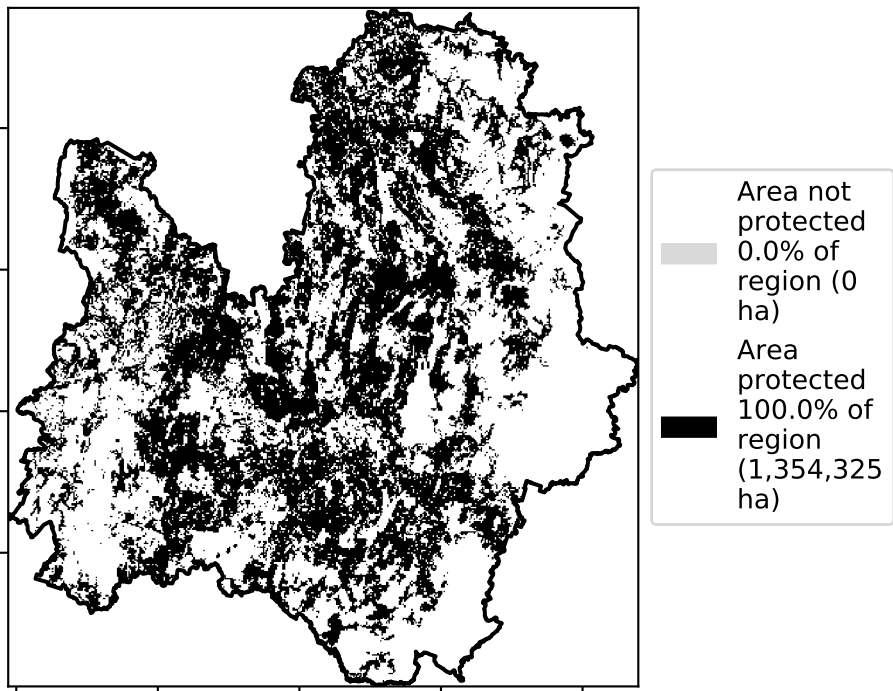 Area not
protected
0.0% of
region (0
ha)
Area
protected
100.0% of
region
(1,354,325
ha)